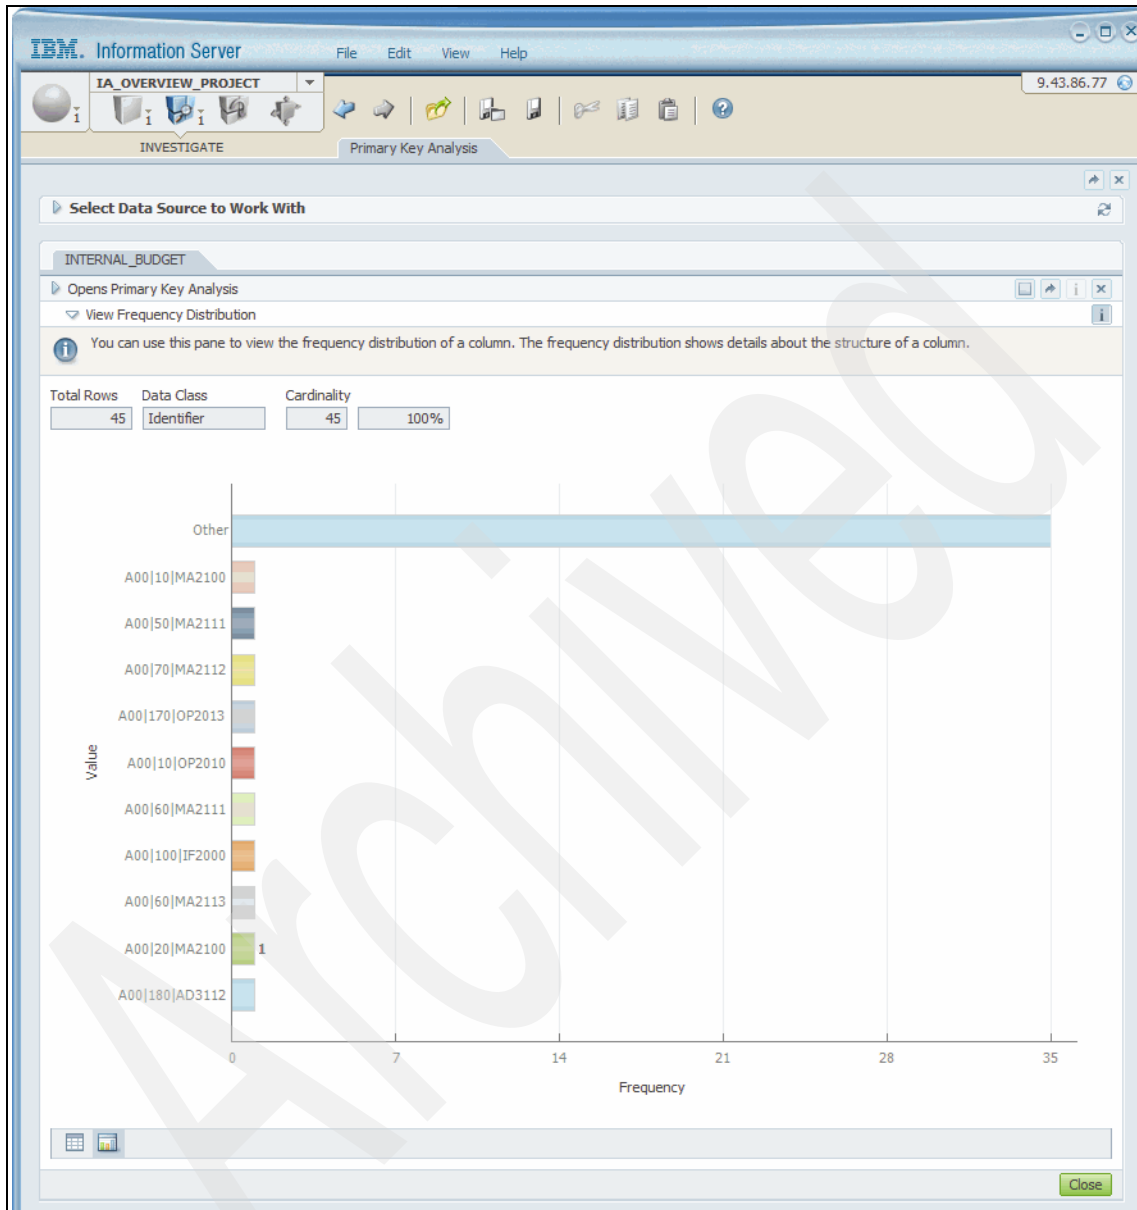 IBM. Information Server File Edit View Help
IA_OVERVIEW_PROJECT 9.43.86.77
INVESTIGATE Primary Key Analysis
Select Data Source to Work With
INTERNAL_BUDGET
Opens Primary Key Analysis
View Frequency Distribution
You can use this pane to view the frequency distribution of a column. The frequency distribution shows details about the structure of a column.
Total Rows Data Class Cardinality
45 Identifier 45 100%
Other
A00|10|MA2100
A00|50|MA2111
A00|70|MA2112
A00|170|OP2013
Value
A00|10|OP2010
A00|60|MA2111
A00|100|IF2000
A00|60|MA2113
A00|20|MA2100 1
A00|180|AD3112
0 7 14 21 28 35
Frequency
Close
Archived